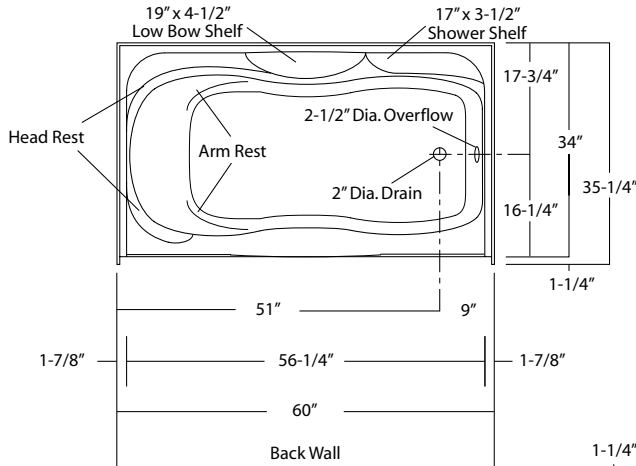 19” x 4-1/2”
Low Bow Shelf
17” x 3-1/2”
Shower Shelf
17-3/4”
2-1/2” Dia. Overflow
Head Rest
Arm Rest
34”
2” Dia. Drain
35-1/4”
16-1/4”
1-1/4”
51”
9”
1-7/8”
56-1/4”
1-7/8”
60”
Back Wall
1-1/4”